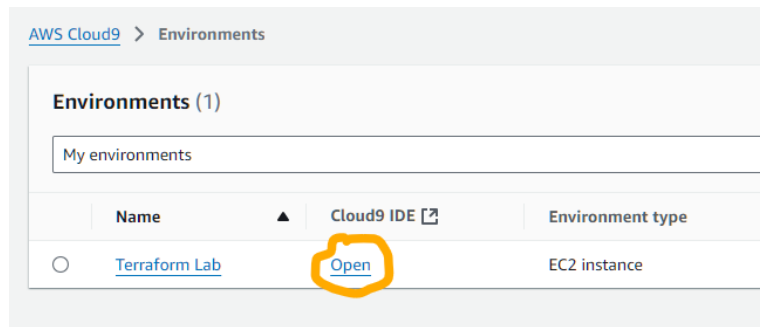 AWS Cloud9 > Environments
Environments (1)
My environments
Name Cloud9 IDE Environment type
Terraform Lab Open EC2 instance